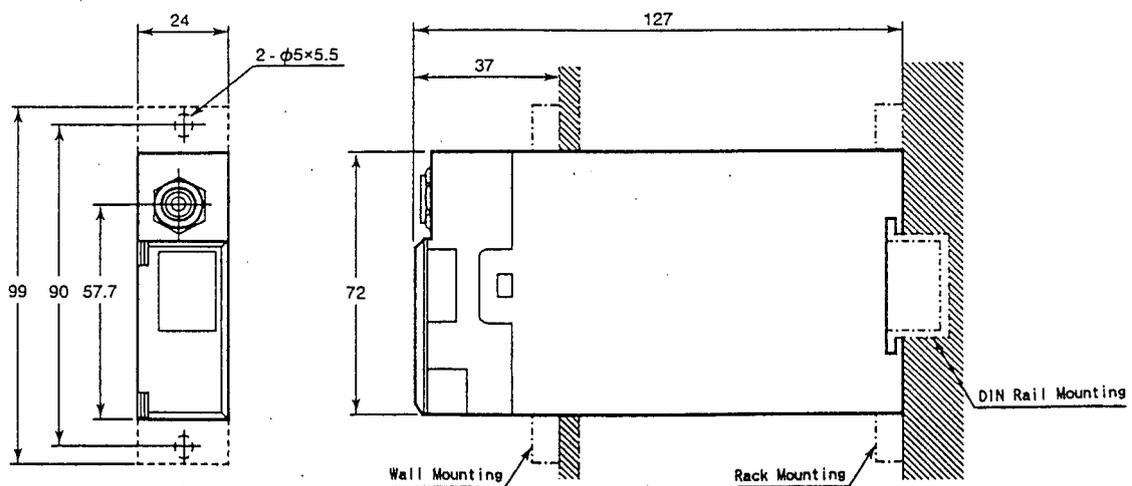 24
127
2 - φ5×5.5
37
99
90
57.7
72
DIN Rail Mounting
Wall Mounting
Rack Mounting